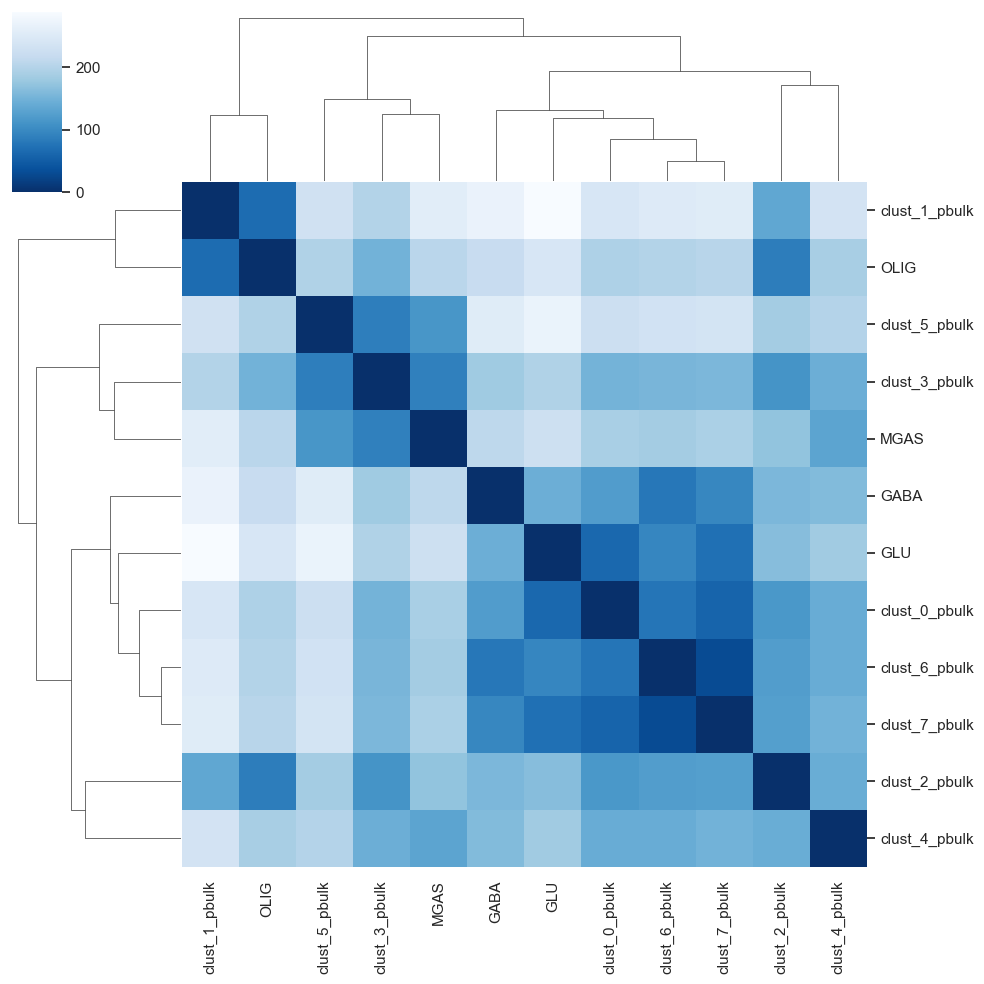 200
100
0
clust_1_pbulk
OLIG
clust_5_pbulk
clust_3_pbulk
MGAS
GABA
GLU
clust_0_pbulk
clust_6_pbulk
clust_7_pbulk
clust_2_pbulk
clust_4_pbulk
clust_1_pbulk
OLIG
clust_5_pbulk
clust_3_pbulk
MGAS
GABA
GLU
clust_0_pbulk
clust_6_pbulk
clust_7_pbulk
clust_2_pbulk
clust_4_pbulk